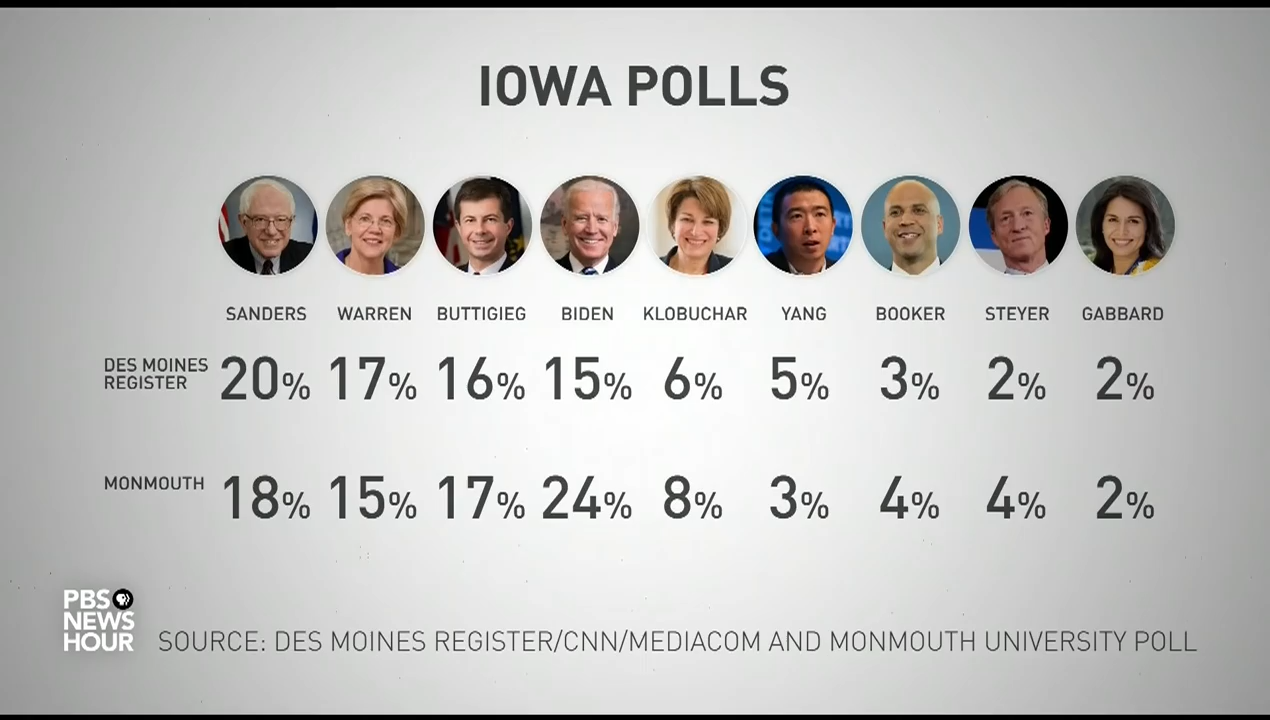 IOWA POLLS
SANDERS WARREN BUTTIGIEG BIDEN KLOBUCHAR YANG BOOKER STEYER GABBARD
DES MOINES
REGISTER
20% 17% 16% 15% 6% 5% 3% 2% 2%
MONMOUTH
18% 15% 17% 24% 8% 3% 4% 4% 2%
PBS
NEWS
HOUR
SOURCE: DES MOINES REGISTER/CNN/MEDIACOM AND MONMOUTH UNIVERSITY POLL